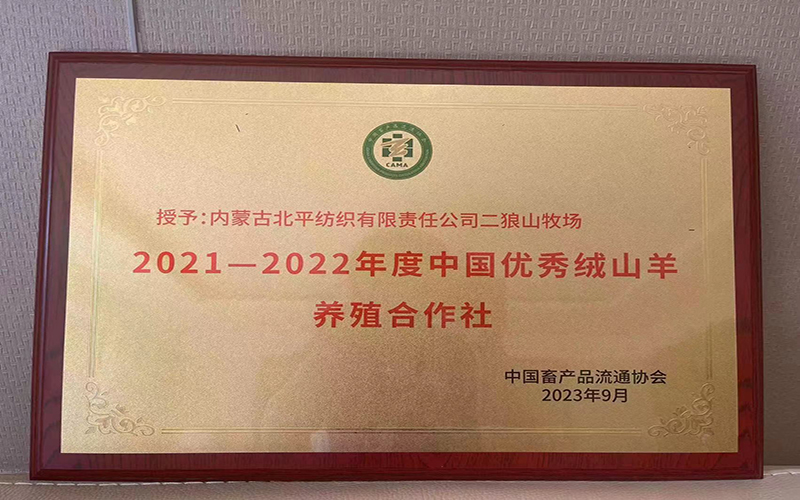 CAMA
授予:内蒙古北平纺织有限责任公司二狼山牧场
2021—2022年度中国优秀绒山羊
养殖合作社
中国畜产品流通协会
2023年9月